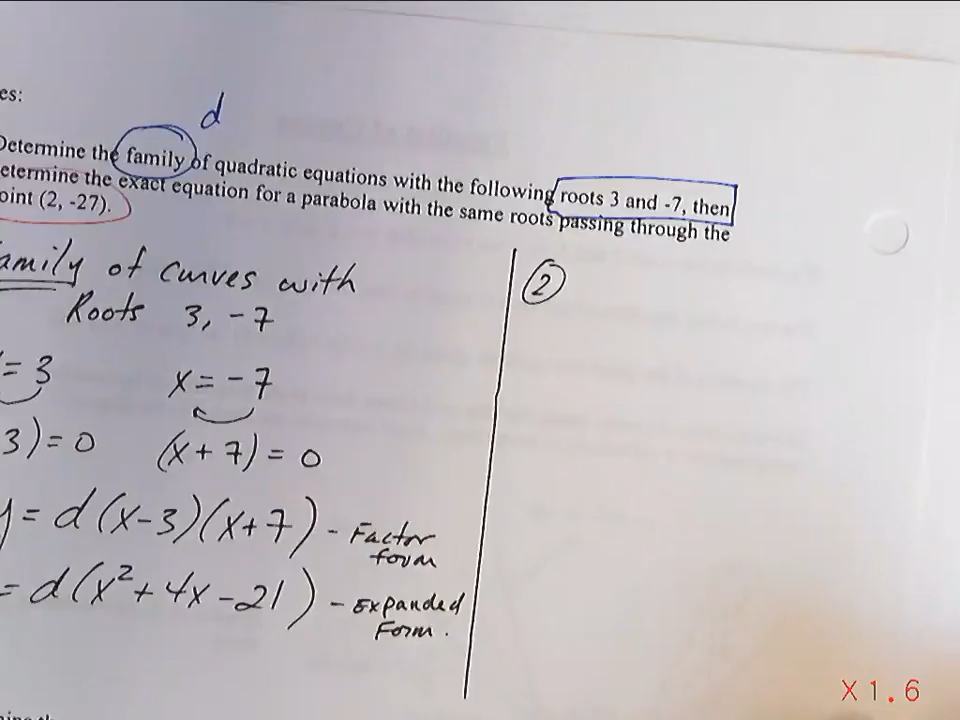 es:
d
Determine the family of quadratic equations with the following roots 3 and -7, then
etermine the exact equation for a parabola with the same roots passing through the
oint (2, -27).
amily of curves with
Roots 3, -7
= 3 x = -7
3) = 0 (x + 7) = 0
y = d(x-3)(x+7) - Factor
form
= d(x² + 4x - 21) - Expanded
Form.
②
X1.6